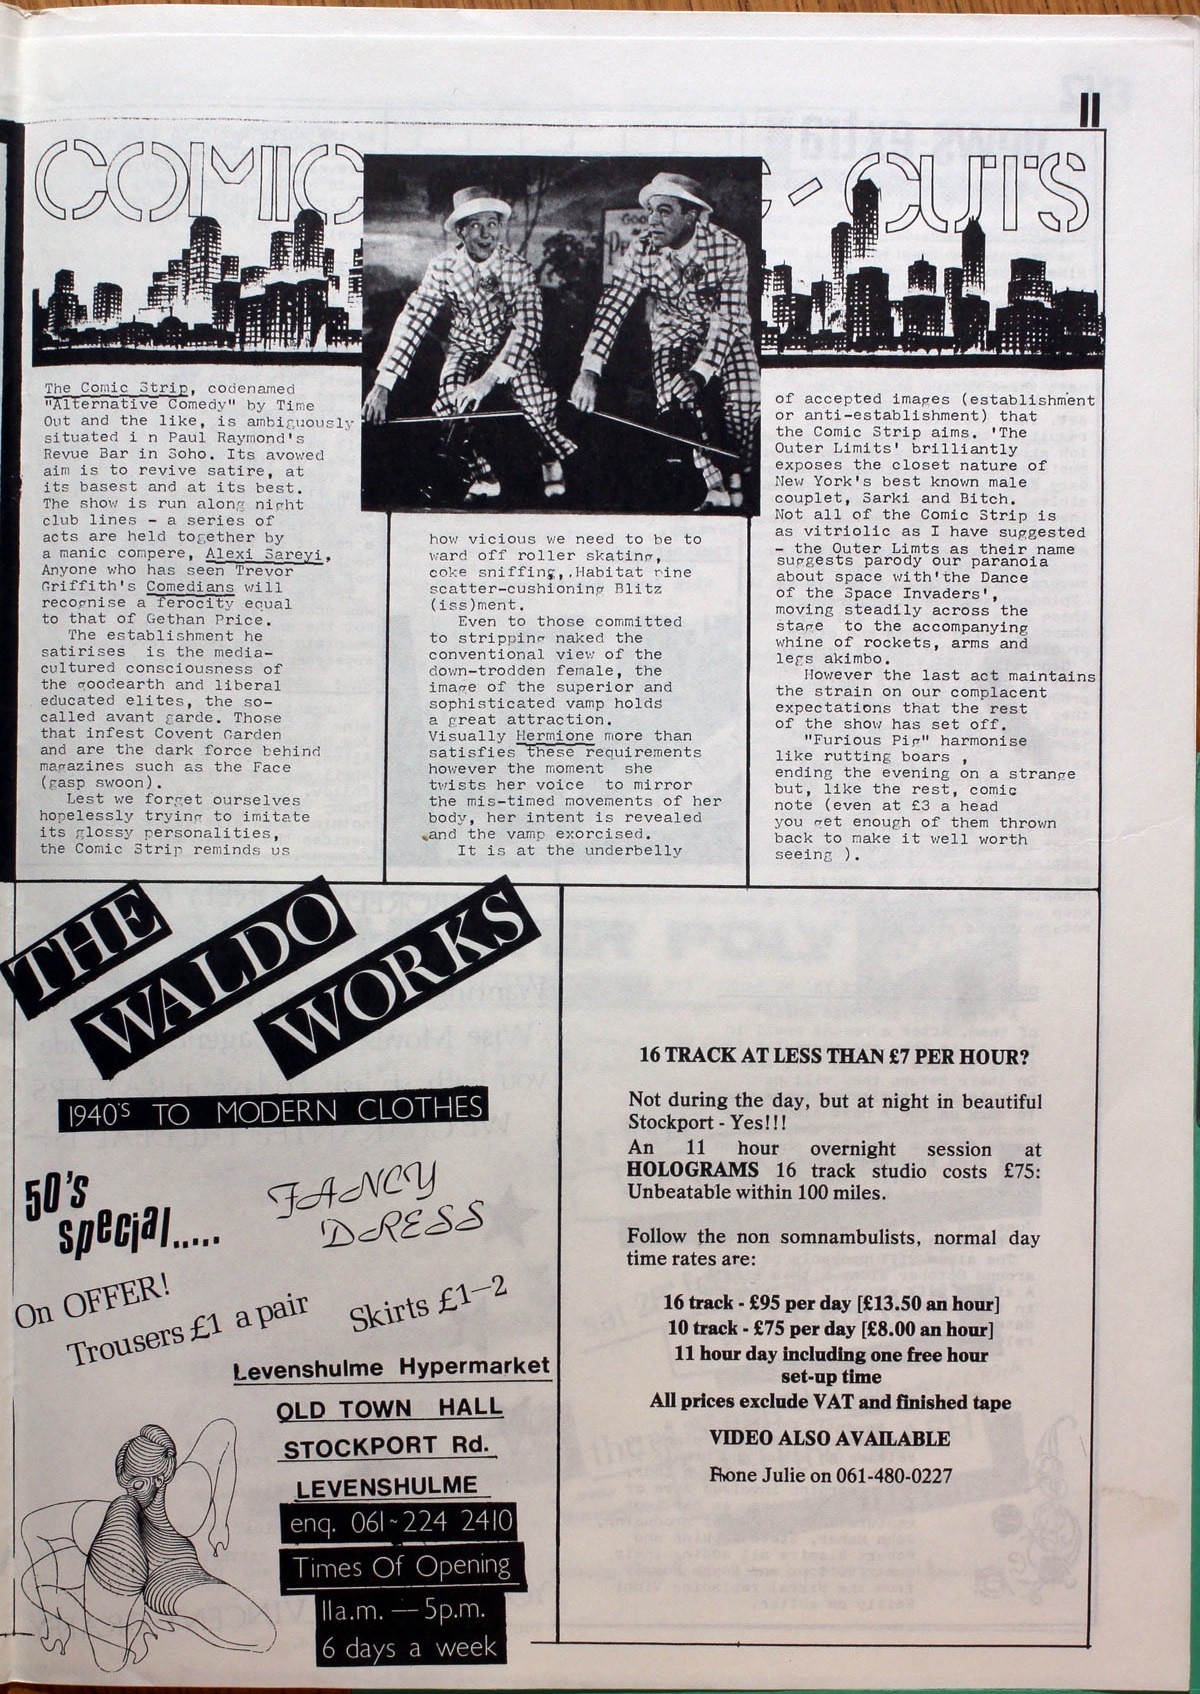 11
COMIC - CUTS
The Comic Strip, codenamed
"Alternative Comedy" by Time
Out and the like, is ambiguously
situated i n Paul Raymond's
Revue Bar in Soho. Its avowed
aim is to revive satire, at
its basest and at its best.
The show is run along night
club lines - a series of
acts are held together by
a manic compere, Alexi Sareyi,
Anyone who has seen Trevor
Griffith's Comedians will
recognise a ferocity equal
to that of Gethan Price.
The establishment he
satirises is the media-
cultured consciousness of
the goodearth and liberal
educated elites, the so-
called avant garde. Those
that infest Covent Garden
and are the dark force behind
magazines such as the Face
(gasp swoon).
Lest we forget ourselves
hopelessly trying to imitate
its glossy personalities,
the Comic Strip reminds us
how vicious we need to be to
ward off roller skating,
coke sniffing,.Habitat pine
scatter-cushioning Blitz
(iss)ment.
Even to those committed
to stripping naked the
conventional view of the
down-trodden female, the
image of the superior and
sophisticated vamp holds
a great attraction.
Visually Hermione more than
satisfies these requirements
however the moment she
twists her voice to mirror
the mis-timed movements of her
body, her intent is revealed
and the vamp exorcised.
It is at the underbelly
of accepted images (establishment
or anti-establishment) that
the Comic Strip aims. 'The
Outer Limits' brilliantly
exposes the closet nature of
New York's best known male
couplet, Sarki and Bitch.
Not all of the Comic Strip is
as vitriolic as I have suggested
- the Outer Limts as their name
suggests parody our paranoia
about space with'the Dance
of the Space Invaders',
moving steadily across the
stage to the accompanying
whine of rockets, arms and
legs akimbo.
However the last act maintains
the strain on our complacent
expectations that the rest
of the show has set off.
"Furious Pig" harmonise
like rutting boars ,
ending the evening on a strange
but, like the rest, comic
note (even at £3 a head
you get enough of them thrown
back to make it well worth
seeing ).
THE
WALDO
WORKS
1940's TO MODERN CLOTHES
50's
special.....
FANCY
DRESS
On OFFER!
Trousers £1 a pair
Skirts £1–2
Levenshulme Hypermarket
OLD TOWN HALL
STOCKPORT Rd.
LEVENSHULME
enq. 061~224 2410
Times Of Opening
11a.m. — 5p.m.
6 days a week
16 TRACK AT LESS THAN £7 PER HOUR?
Not during the day, but at night in beautiful
Stockport - Yes!!!
An 11 hour overnight session at
HOLOGRAMS 16 track studio costs £75:
Unbeatable within 100 miles.
Follow the non somnambulists, normal day
time rates are:
16 track - £95 per day [£13.50 an hour]
10 track - £75 per day [£8.00 an hour]
11 hour day including one free hour
set-up time
All prices exclude VAT and finished tape
VIDEO ALSO AVAILABLE
Phone Julie on 061-480-0227